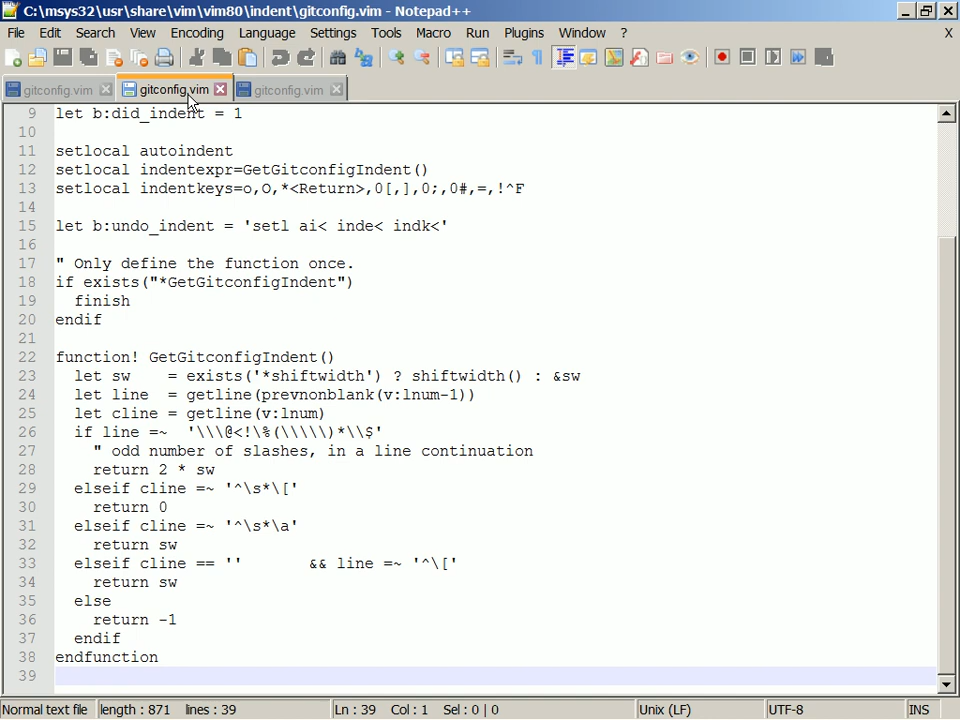 C:\msys32\usr\share\vim\vim80\indent\gitconfig.vim - Notepad++
File Edit Search View Encoding Language Settings Tools Macro Run Plugins Window ? X
gitconfig.vim gitconfig.vim gitconfig.vim
9 let b:did_indent = 1
10
11 setlocal autoindent
12 setlocal indentexpr=GetGitconfigIndent()
13 setlocal indentkeys=o,O,*<Return>,0[,],0;,0#,=,!^F
14
15 let b:undo_indent = 'setl ai< inde< indk<'
16
17 " Only define the function once.
18 if exists("*GetGitconfigIndent")
19   finish
20 endif
21
22 function! GetGitconfigIndent()
23   let sw    = exists('*shiftwidth') ? shiftwidth() : &sw
24   let line  = getline(prevnonblank(v:lnum-1))
25   let cline = getline(v:lnum)
26   if line =~  '\\\@<!\%(\\\\)*\\$'
27     " odd number of slashes, in a line continuation
28     return 2 * sw
29   elseif cline =~ '^\s*\['
30     return 0
31   elseif cline =~ '^\s*\a'
32     return sw
33   elseif cline == ''       && line =~ '^\['
34     return sw
35   else
36     return -1
37   endif
38 endfunction
39
Normal text file length : 871 lines : 39 Ln : 39 Col : 1 Sel : 0 | 0 Unix (LF) UTF-8 INS